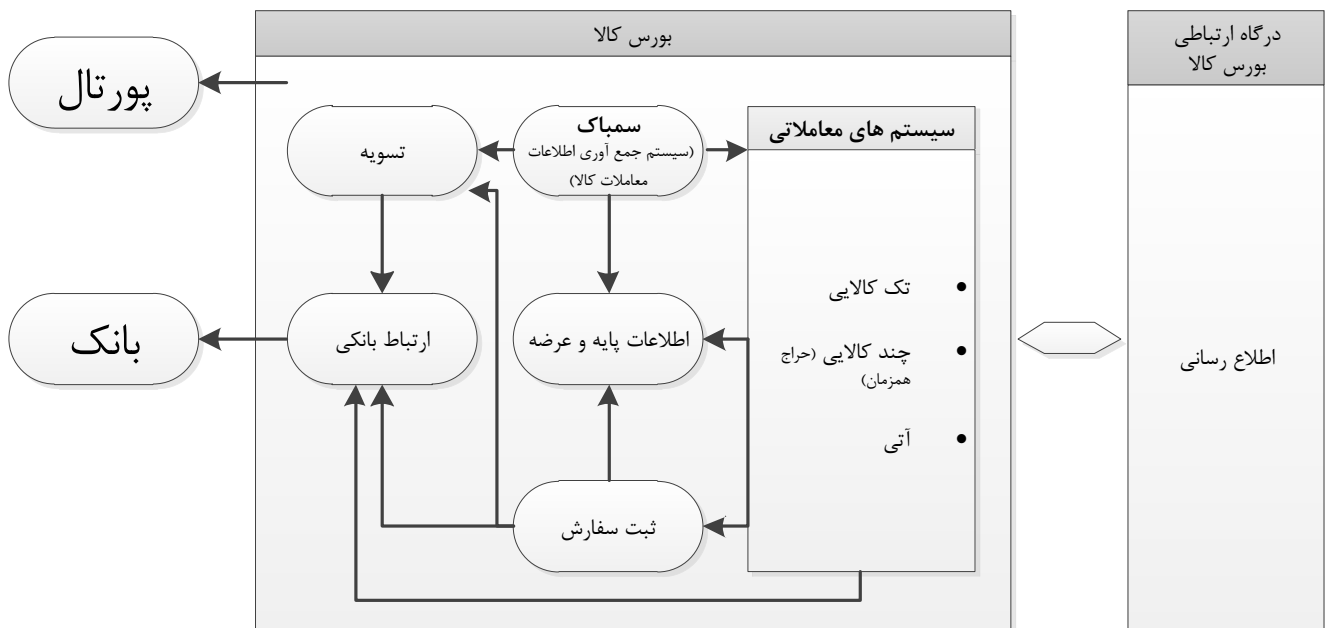 درگاه ارتباطی
بورس کالا
اطلاع رسانی
بورس کالا
سیستم های معاملاتی
تک کالایی
چند کالایی (حراج
همزمان)
آتی
سمباک
(سیستم جمع آوری اطلاعات
معاملات کالا)
تسویه
اطلاعات پایه و عرضه
ارتباط بانکی
ثبت سفارش
پورتال
بانک